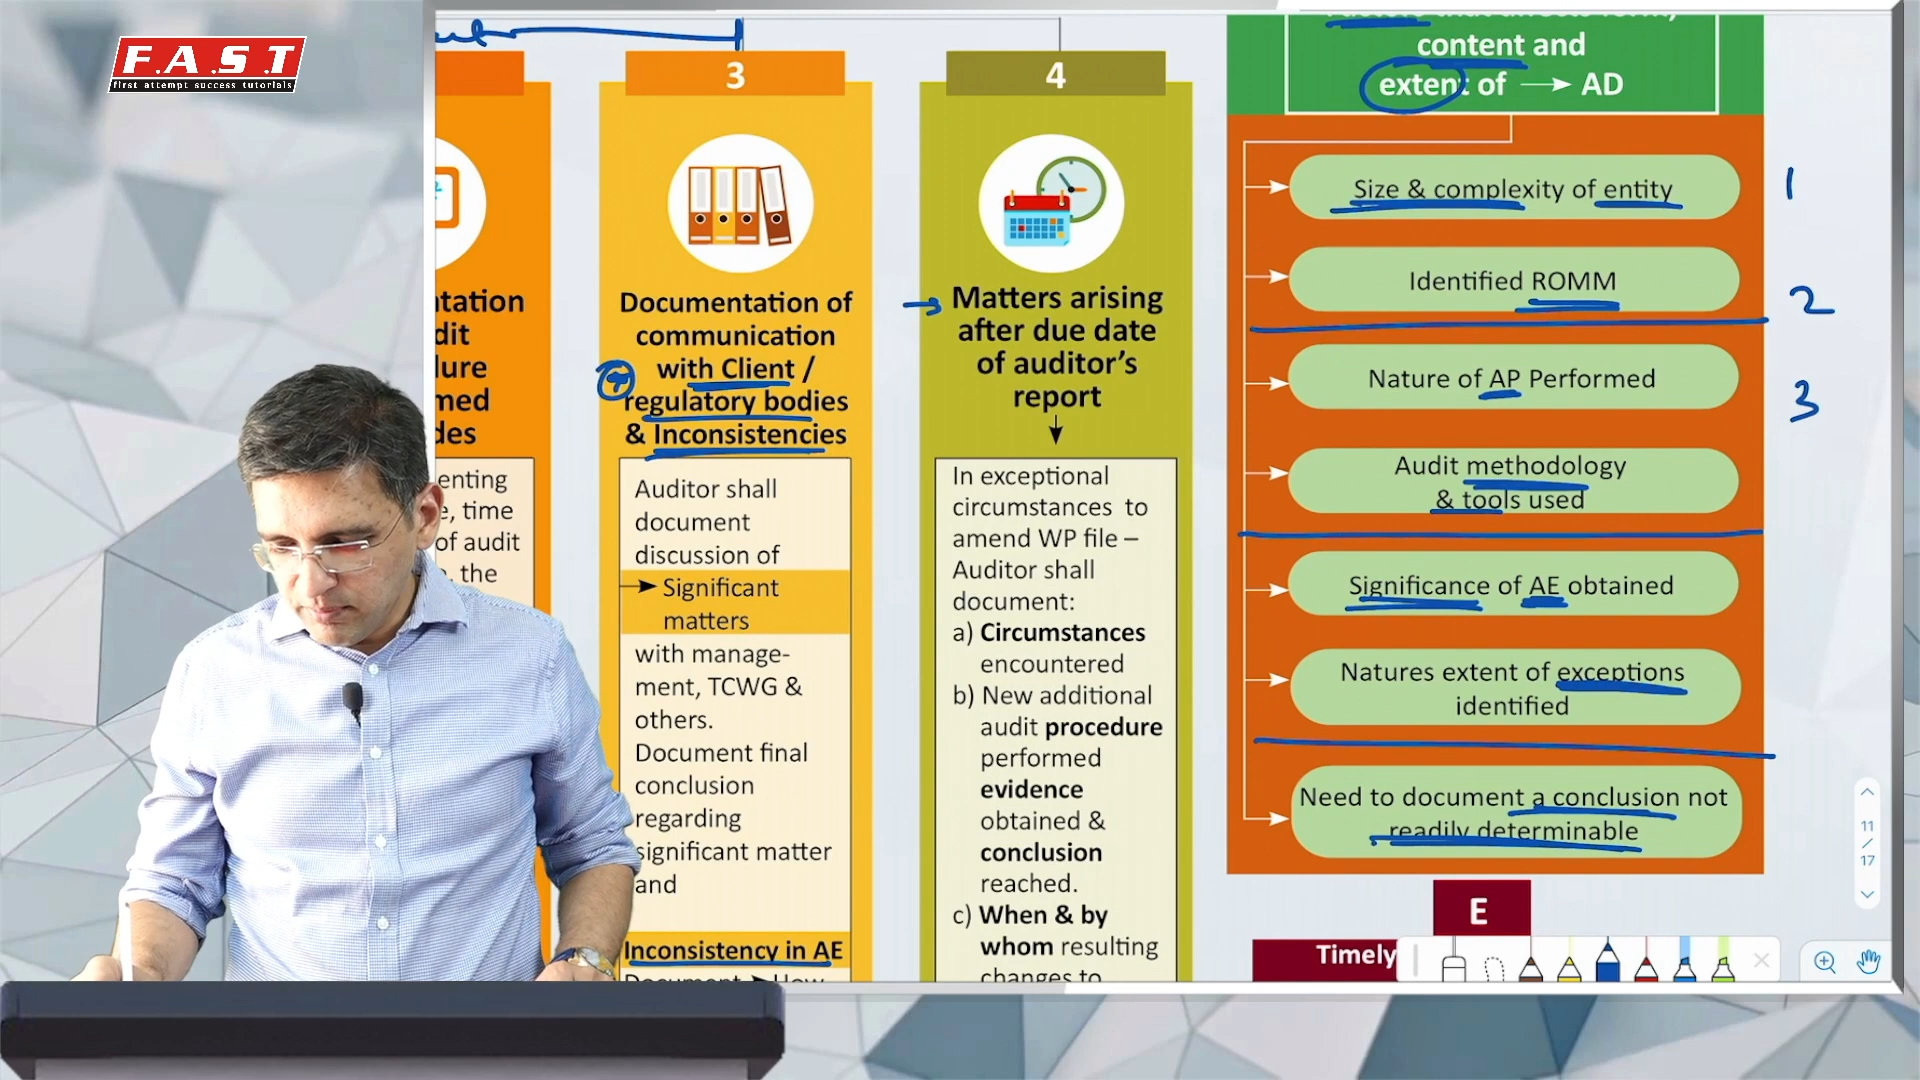 F.A.S.T
first attempt success tutorials
3
4
content and
extent of → AD
ntation
dit
lure
med
des
enting
e, time
of audit
the
Documentation of
communication
with Client /
regulatory bodies
& Inconsistencies
Auditor shall
document
discussion of
Significant
matters
with manage-
ment, TCWG &
others.
Document final
conclusion
regarding
significant matter
and
Inconsistency in AE
Matters arising
after due date
of auditor's
report
In exceptional
circumstances to
amend WP file –
Auditor shall
document:
a) Circumstances
encountered
b) New additional
audit procedure
performed
evidence
obtained &
conclusion
reached.
c) When & by
whom resulting
changes to
Size & complexity of entity
1
Identified ROMM
2
Nature of AP Performed
3
Audit methodology
& tools used
Significance of AE obtained
Natures extent of exceptions
identified
Need to document a conclusion not
readily determinable
E
Timely
11
/
17